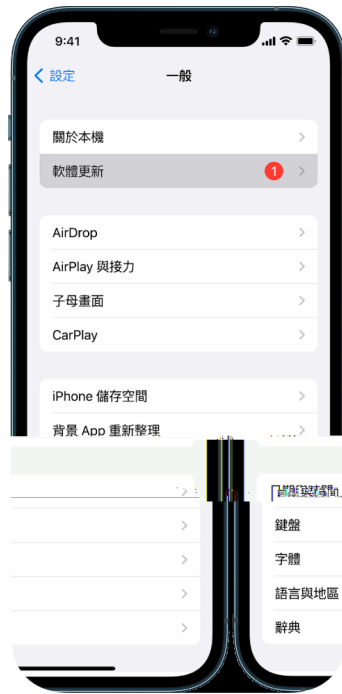 9:41
設定
一般
關於本機
軟體更新
1
AirDrop
AirPlay 與接力
子母畫面
CarPlay
iPhone 儲存空間
背景 App 重新整理
鍵盤
字體
語言與地區
辭典